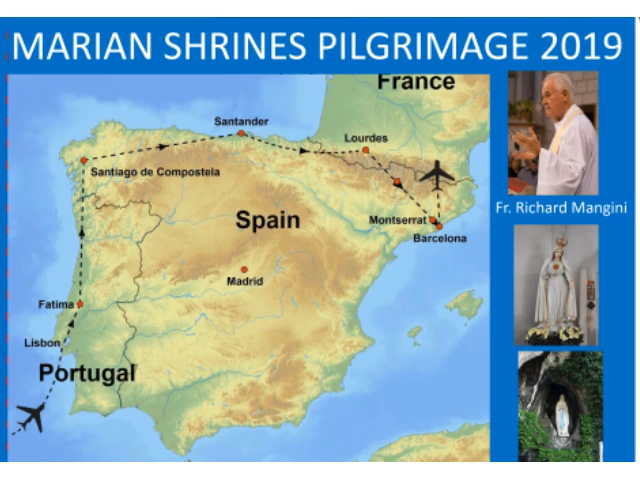 MARIAN SHRINES PILGRIMAGE 2019
France
Santander
Lourdes
Santiago de Compostela
Fr. Richard Mangini
Spain
Montserrat
Barcelona
Madrid
Fatima
Lisbon
Portugal